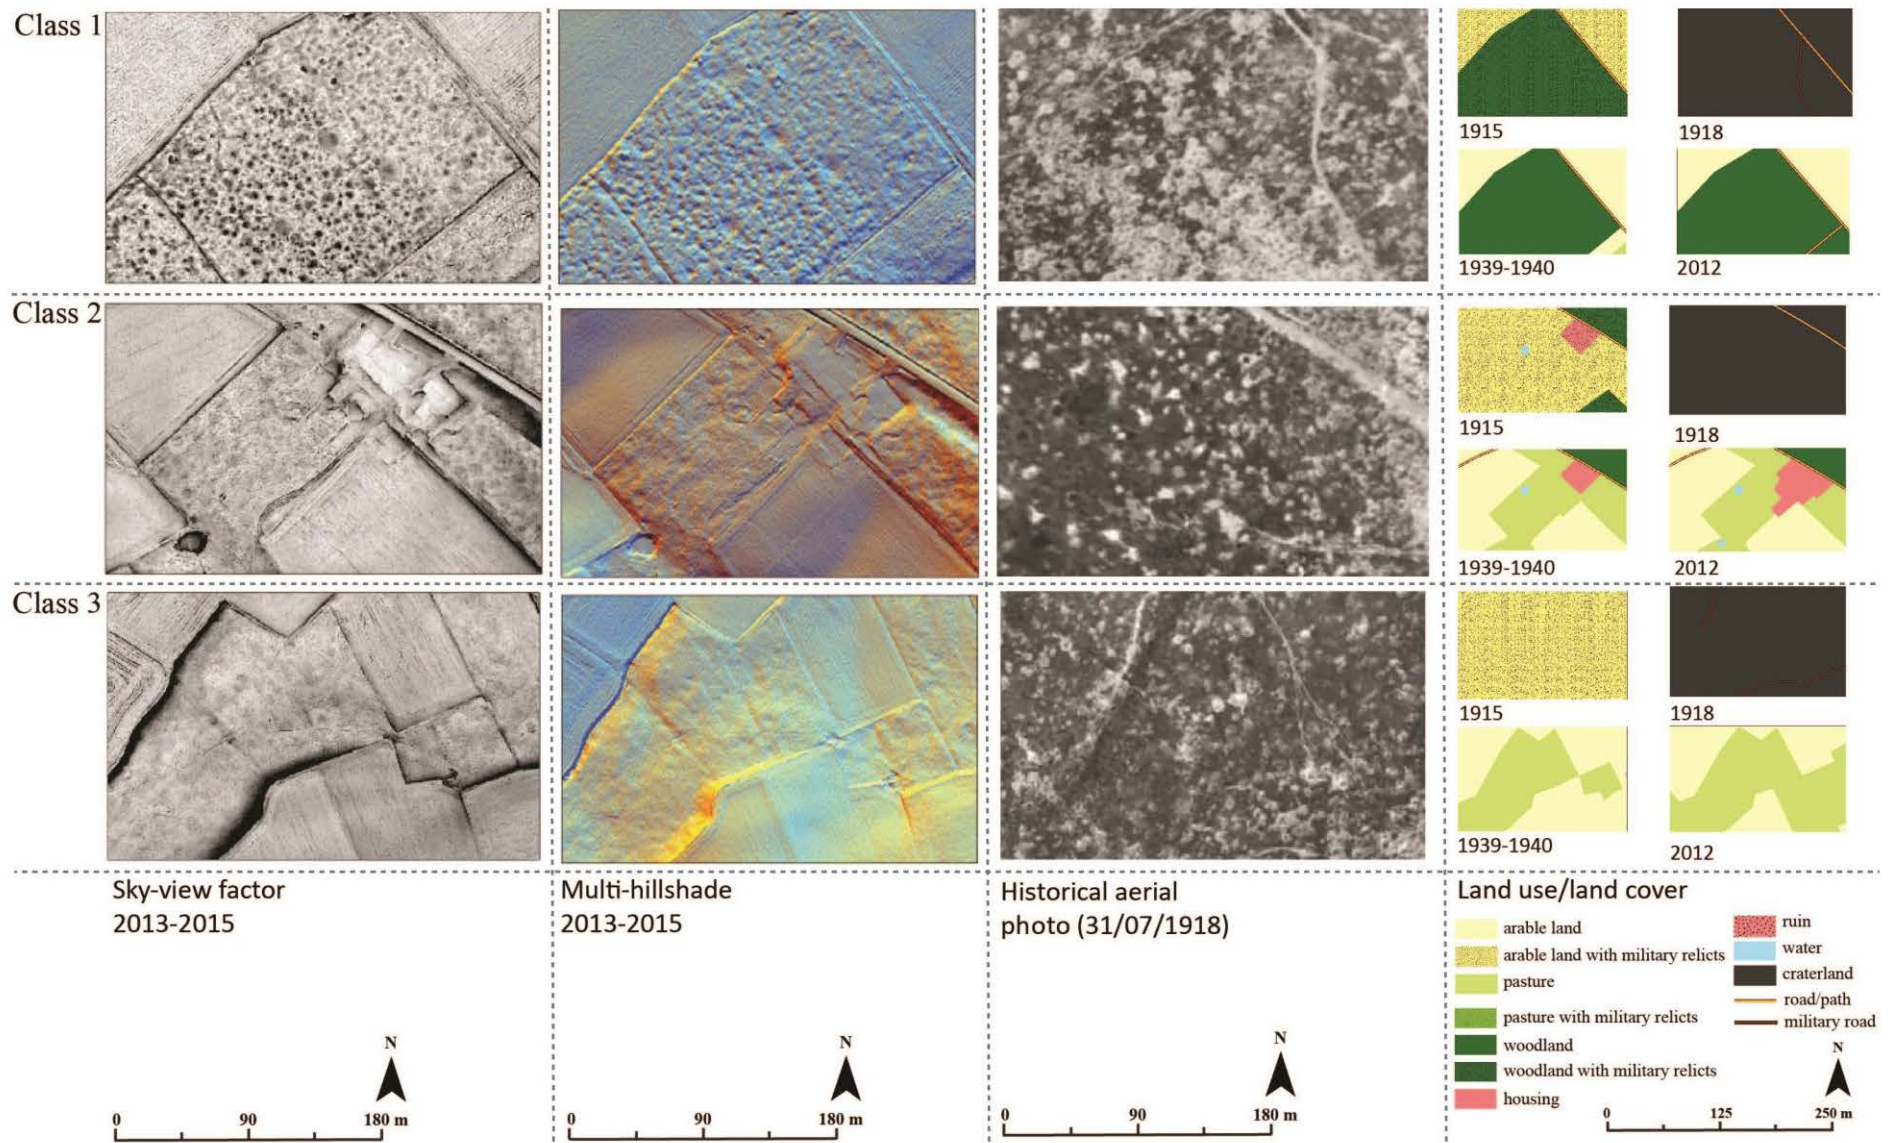 Class 1
1915
1918
1939-1940
2012
Class 2
1915
1918
1939-1940
2012
Class 3
1915
1918
1939-1940
2012
Sky-view factor
2013-2015
Multi-hillshade
2013-2015
Historical aerial
photo (31/07/1918)
Land use/land cover
arable land
arable land with military relicts
pasture
pasture with military relicts
woodland
woodland with military relicts
housing
ruin
water
craterland
road/path
military road
N
0 90 180 m
N
0 90 180 m
N
0 90 180 m
N
0 125 250 m